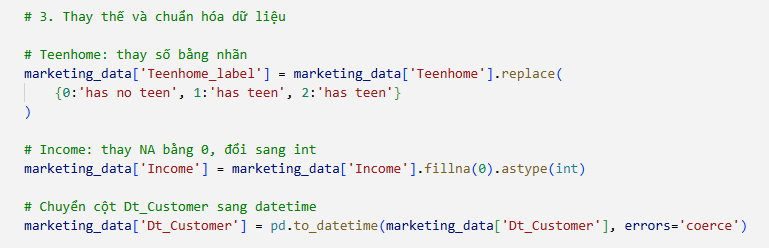 # 3. Thay thế và chuẩn hóa dữ liệu
# Teenhome: thay số bằng nhãn
marketing_data['Teenhome_label'] = marketing_data['Teenhome'].replace(
{0:'has no teen', 1:'has teen', 2:'has teen'}
)
# Income: thay NA bằng 0, đổi sang int
marketing_data['Income'] = marketing_data['Income'].fillna(0).astype(int)
# Chuyển cột Dt_Customer sang datetime
marketing_data['Dt_Customer'] = pd.to_datetime(marketing_data['Dt_Customer'], errors='coerce')